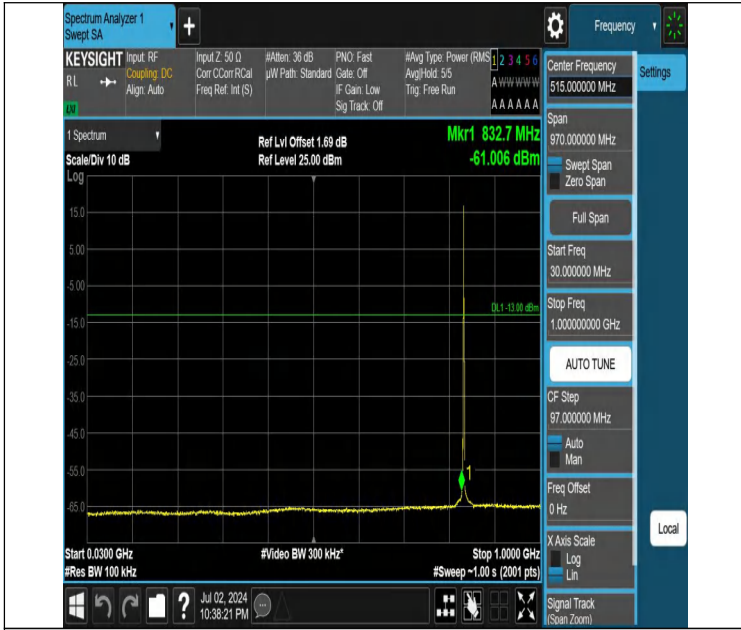 Spectrum Analyzer 1
Swept SA
+
Frequency
KEYSIGHT
RL
Input: RF
Coupling: DC
Align: Auto
Input Z: 50 Ω
Corr CCorr RCal
Freq Ref: Int (S)
#Atten: 36 dB
µW Path: Standard
PNO: Fast
Gate: Off
IF Gain: Low
Sig Track: Off
#Avg Type: Power (RMS
Avg|Hold: 5/5
Trig: Free Run
1 2 3 4 5 6
A W W W W W
A A A A A A
Settings
Center Frequency
515.000000 MHz
Span
970.000000 MHz
Swept Span
Zero Span
Full Span
Start Freq
30.000000 MHz
Stop Freq
1.000000000 GHz
AUTO TUNE
CF Step
97.000000 MHz
Auto
Man
Freq Offset
0 Hz
X Axis Scale
Log
Lin
Signal Track
(Span Zoom)
Local
1 Spectrum
Scale/Div 10 dB
Ref Lvl Offset 1.69 dB
Ref Level 25.00 dBm
Mkr1 832.7 MHz
-61.006 dBm
Log
15.0
5.00
-5.00
DL1 -13.00 dBm
-15.0
-25.0
-35.0
-45.0
-55.0
1
-65.0
Start 0.0300 GHz
#Video BW 300 kHz*
Stop 1.0000 GHz
#Res BW 100 kHz
#Sweep ~1.00 s (2001 pts)
?
Jul 02, 2024
10:38:21 PM